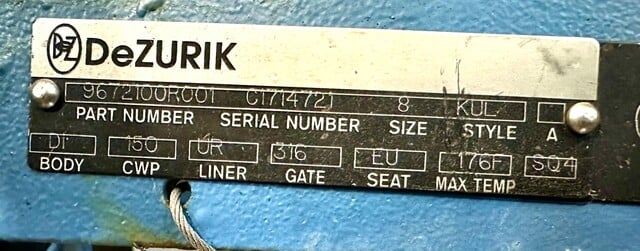 DeZURIK
9672100R001 C1714721 8 KUL
PART NUMBER SERIAL NUMBER SIZE STYLE A
DI 150 UR 316 EU 176F SQ4
BODY CWP LINER GATE SEAT MAX TEMP